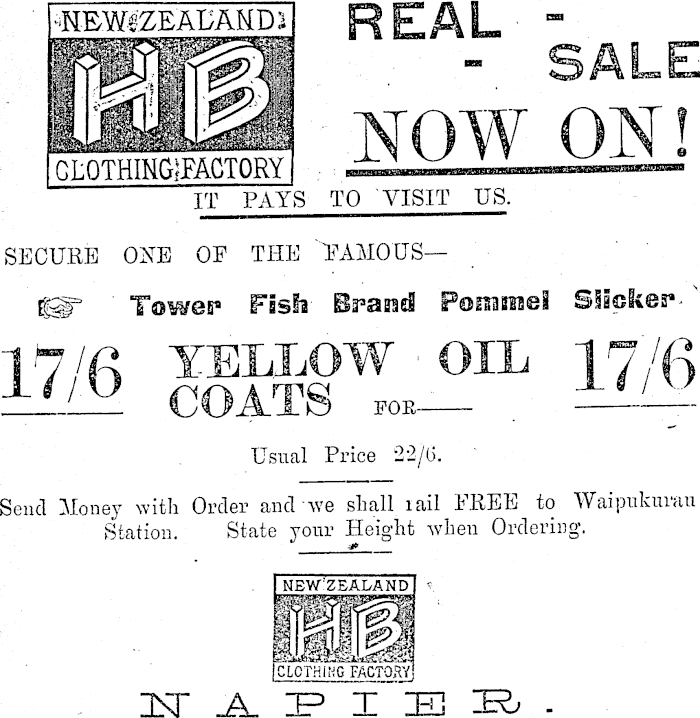 NEW ZEALAND
HB
CLOTHING FACTORY
REAL -
- SALE
NOW ON!
IT PAYS TO VISIT US.
SECURE ONE OF THE FAMOUS—
Tower Fish Brand Pommel Slicker
17/6 YELLOW OIL 17/6
COATS FOR—
Usual Price 22/6.
Send Money with Order and we shall rail FREE to Waipukurau
Station. State your Height when Ordering.
NEW ZEALAND
HB
CLOTHING FACTORY
NAPIER.